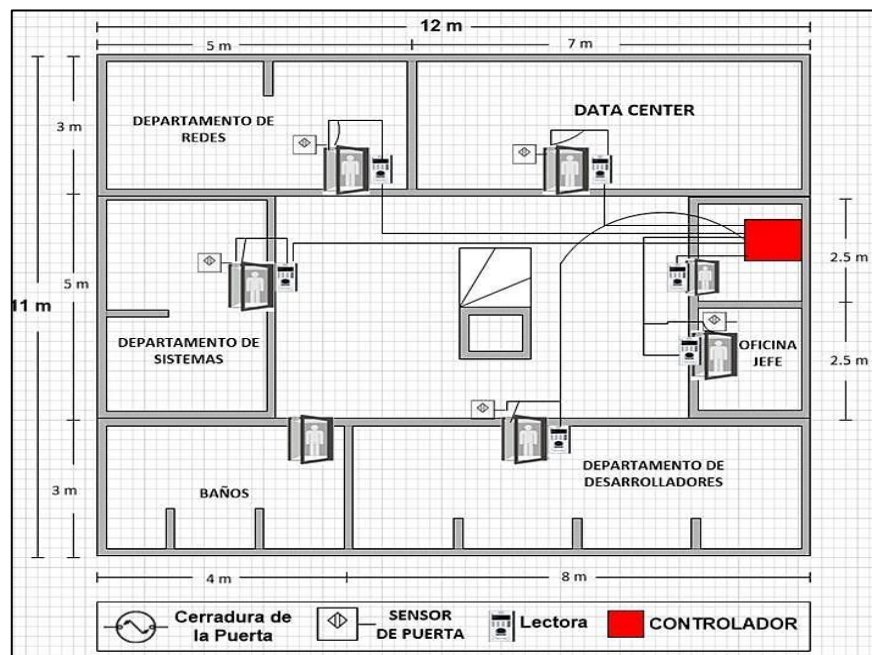 12 m
5 m
7 m
3 m
DEPARTAMENTO DE
REDES
DATA CENTER
11 m
5 m
2.5 m
DEPARTAMENTO DE
SISTEMAS
OFICINA
JEFE
2.5 m
3 m
BAÑOS
DEPARTAMENTO DE
DESARROLLADORES
4 m
8 m
Cerradura de
la Puerta
SENSOR
DE PUERTA
Lectora
CONTROLADOR